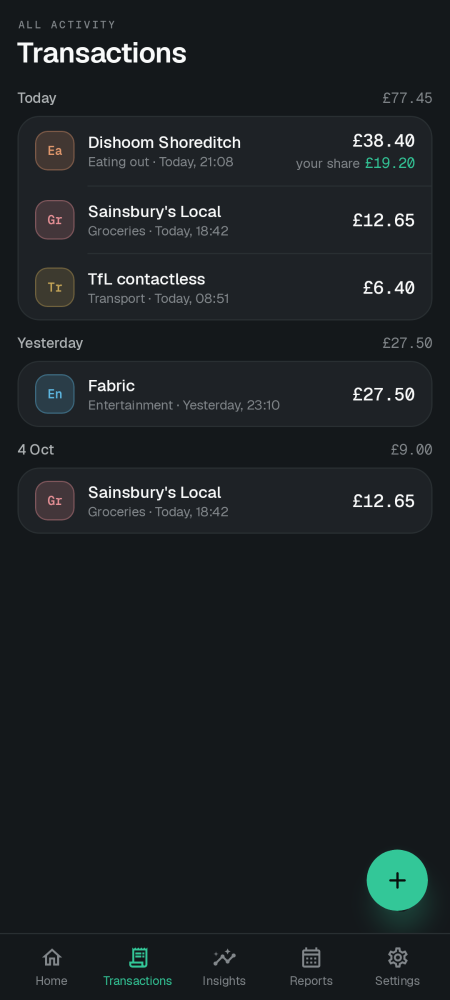 ALL ACTIVITY
Transactions
Today £77.45
Ea Dishoom Shoreditch £38.40
Eating out · Today, 21:08 your share £19.20
Gr Sainsbury's Local £12.65
Groceries · Today, 18:42
Tr TfL contactless £6.40
Transport · Today, 08:51
Yesterday £27.50
En Fabric £27.50
Entertainment · Yesterday, 23:10
4 Oct £9.00
Gr Sainsbury's Local £12.65
Groceries · Today, 18:42
Home Transactions Insights Reports Settings